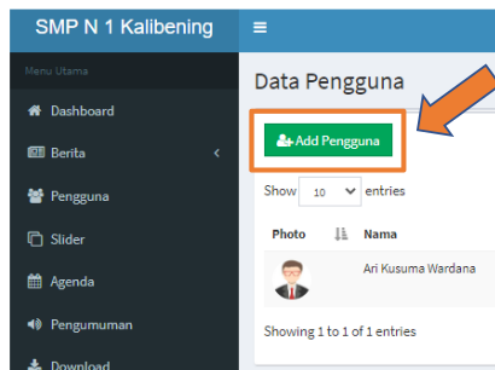 SMP N 1 Kalibening
Menu Utama
Dashboard
Berita
Pengguna
Slider
Agenda
Pengumuman
Download
Data Pengguna
Add Pengguna
Show 10 entries
Photo Nama
Ari Kusuma Wardana
Showing 1 to 1 of 1 entries